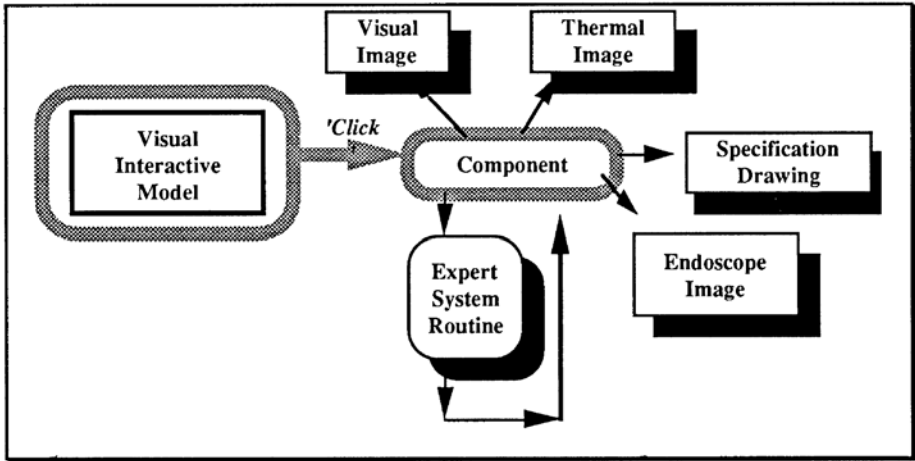 Visual
Image
Thermal
Image
Visual
Interactive
Model
'Click
Component
Specification
Drawing
Expert
System
Routine
Endoscope
Image